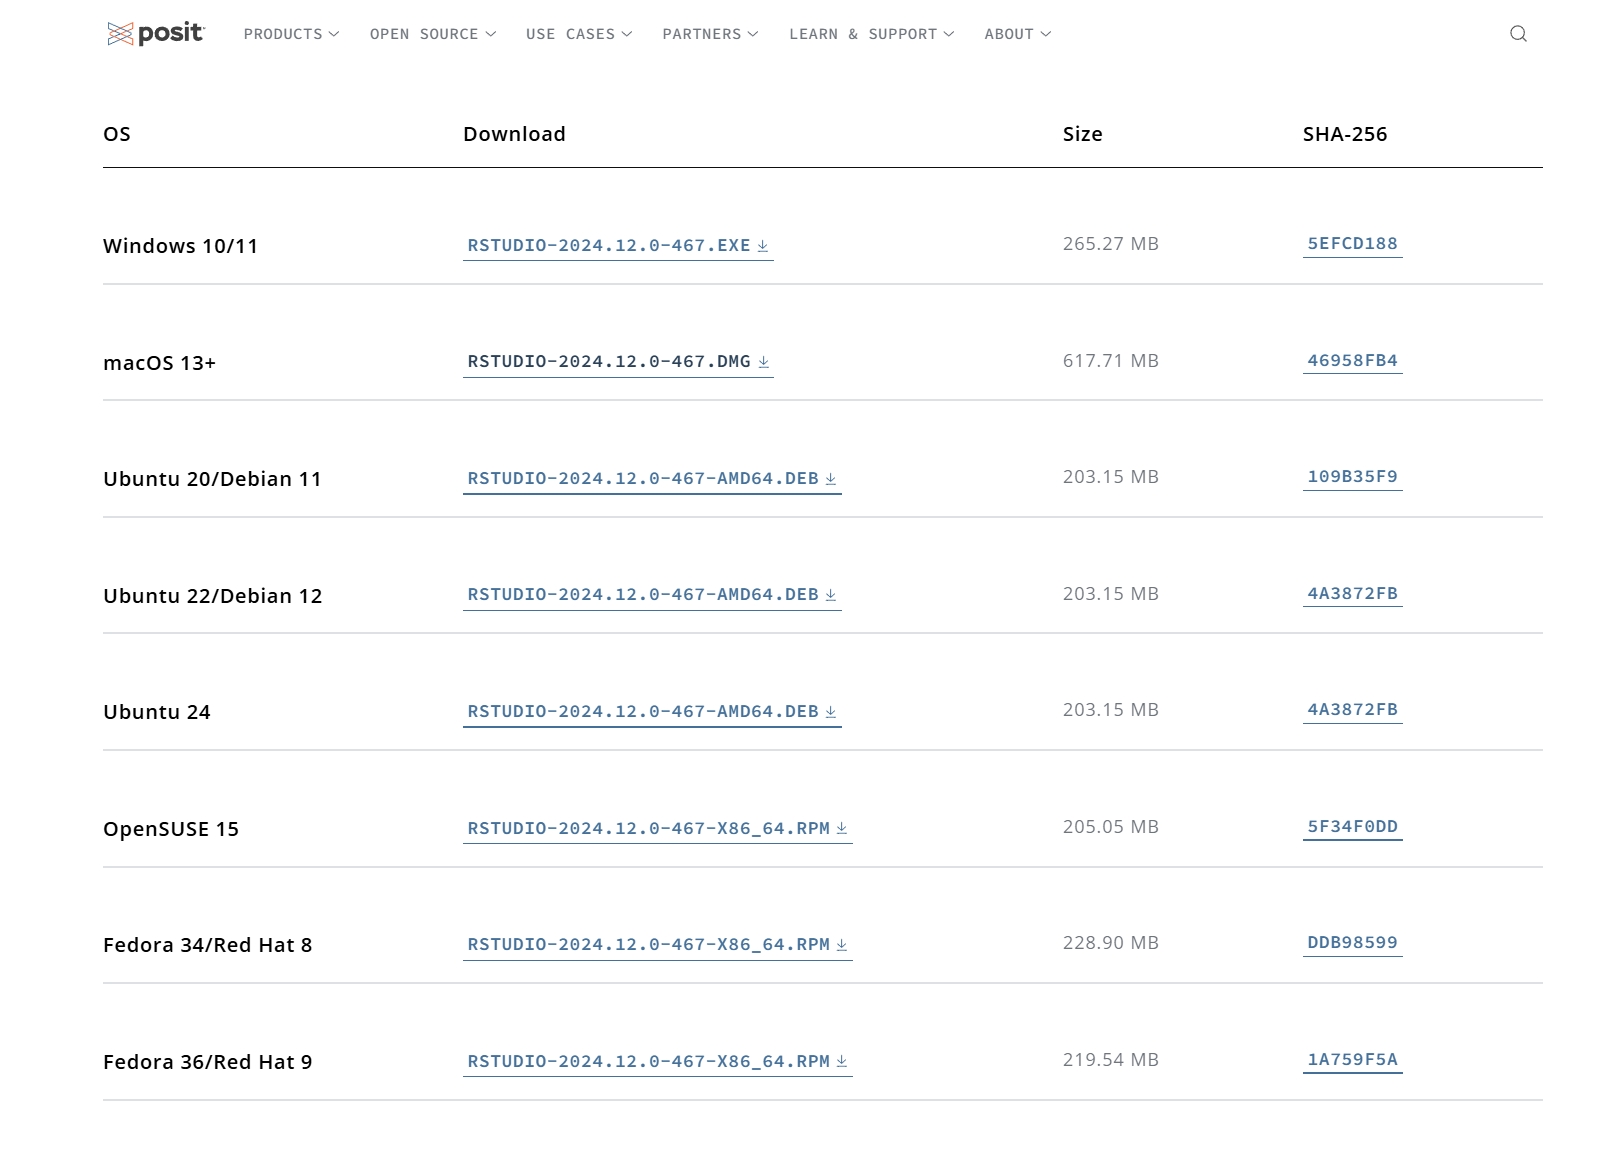 posit PRODUCTS OPEN SOURCE USE CASES PARTNERS LEARN & SUPPORT ABOUT
OS Download Size SHA-256
Windows 10/11 RSTUDIO-2024.12.0-467.EXE 265.27 MB 5EFCD188
macOS 13+ RSTUDIO-2024.12.0-467.DMG 617.71 MB 46958FB4
Ubuntu 20/Debian 11 RSTUDIO-2024.12.0-467-AMD64.DEB 203.15 MB 109B35F9
Ubuntu 22/Debian 12 RSTUDIO-2024.12.0-467-AMD64.DEB 203.15 MB 4A3872FB
Ubuntu 24 RSTUDIO-2024.12.0-467-AMD64.DEB 203.15 MB 4A3872FB
OpenSUSE 15 RSTUDIO-2024.12.0-467-X86_64.RPM 205.05 MB 5F34F0DD
Fedora 34/Red Hat 8 RSTUDIO-2024.12.0-467-X86_64.RPM 228.90 MB DDB98599
Fedora 36/Red Hat 9 RSTUDIO-2024.12.0-467-X86_64.RPM 219.54 MB 1A759F5A